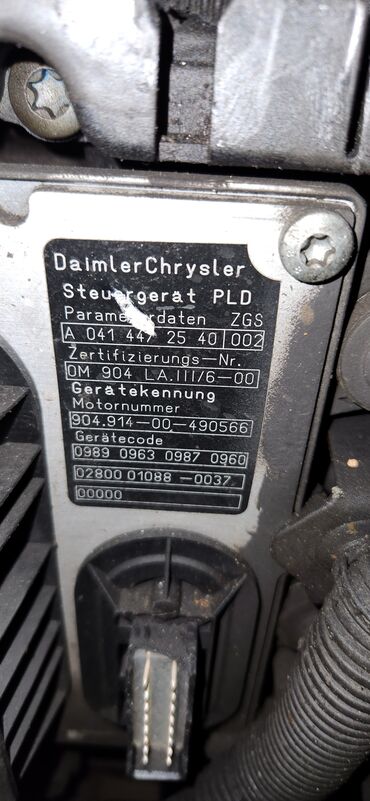 DaimlerChrysler
Steuergerät PLD
Parameterdaten ZGS
A 041 447 25 40 002
Zertifizierungs-Nr.
OM 904 LA.III/6-00
Gerätekennung
Motornummer
904.914-00-490566
Gerätecode
0989 0963 0987 0960
02800 01088 -0037
00000